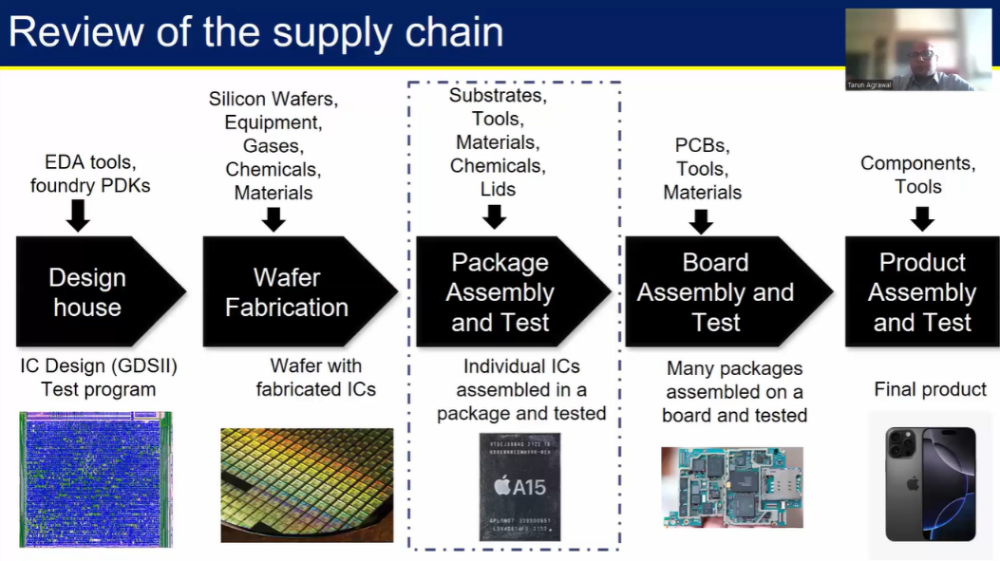 Review of the supply chain
Tarun Agrawal
EDA tools,
foundry PDKs
Silicon Wafers,
Equipment,
Gases,
Chemicals,
Materials
Substrates,
Tools,
Materials,
Chemicals,
Lids
PCBs,
Tools,
Materials
Components,
Tools
Design
house
Wafer
Fabrication
Package
Assembly
and Test
Board
Assembly and
Test
Product
Assembly
and Test
IC Design (GDSII)
Test program
Wafer with
fabricated ICs
Individual ICs
assembled in a
package and tested
Many packages
assembled on a
board and tested
Final product
A15